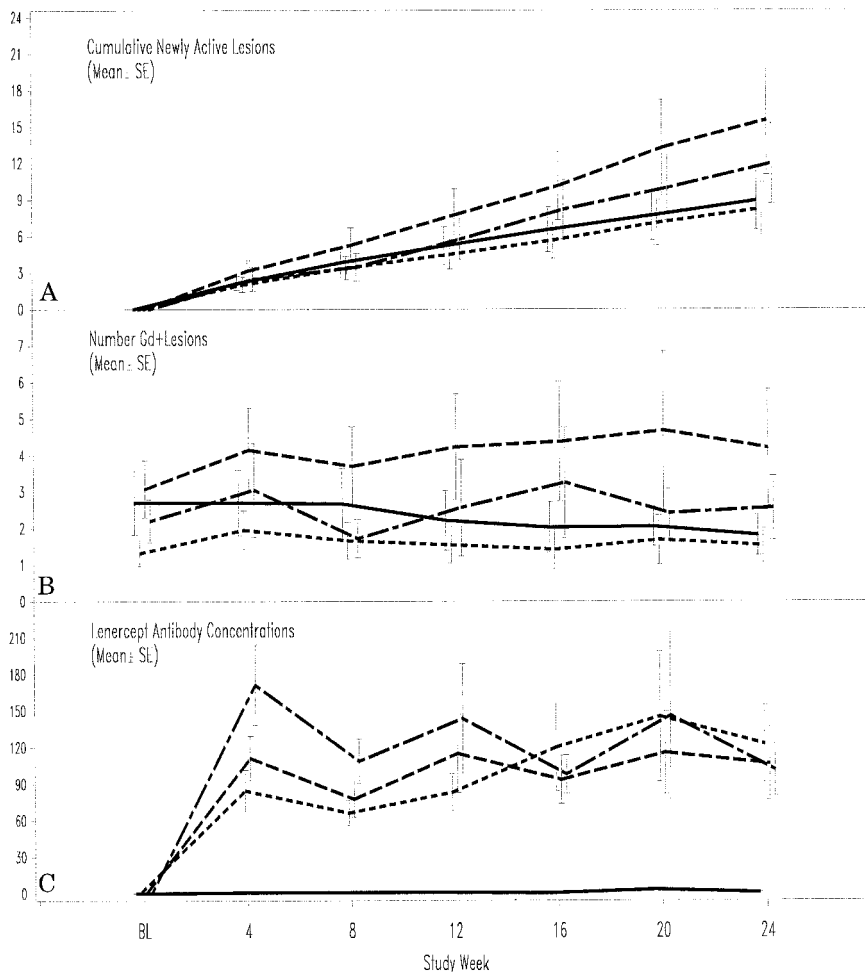 24
21
18
15
12
9
6
3
0
Cumulative Newly Active Lesions
(Mean± SE)
A
7
6
5
4
3
2
1
0
Number Gd+Lesions
(Mean± SE)
B
210
180
150
120
90
60
30
0
Lenercept Antibody Concentrations
(Mean± SE)
C
BL 4 8 12 16 20 24
Study Week